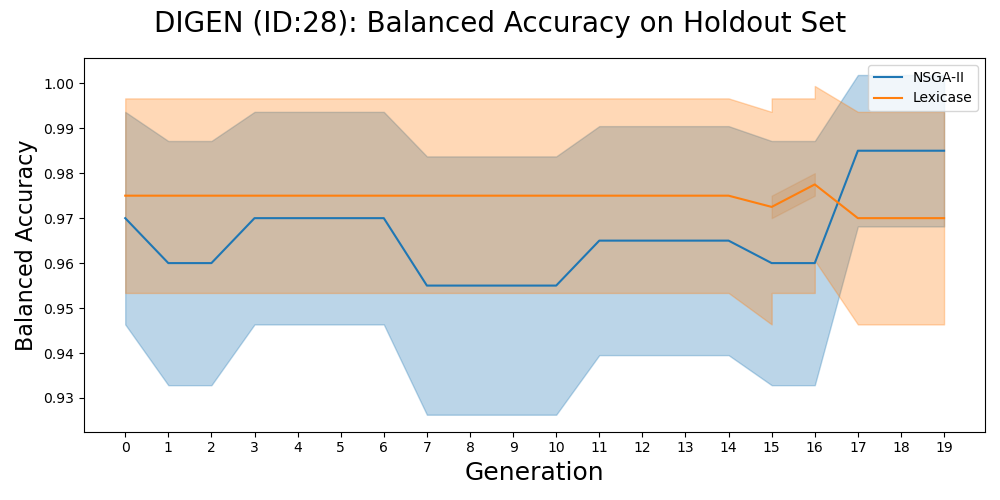 DIGEN (ID:28): Balanced Accuracy on Holdout Set
Balanced Accuracy
1.00
0.99
0.98
0.97
0.96
0.95
0.94
0.93
NSGA-II
Lexicase
0 1 2 3 4 5 6 7 8 9 10 11 12 13 14 15 16 17 18 19
Generation